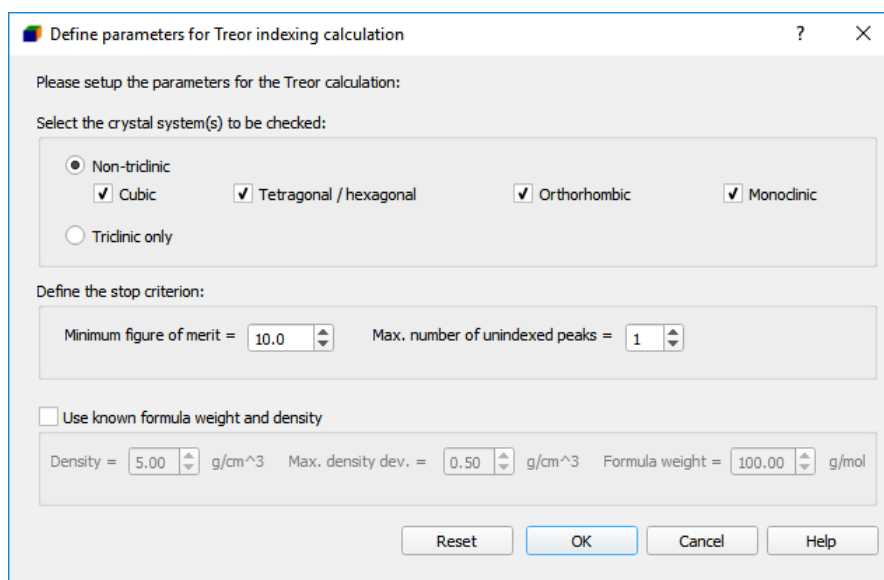 Define parameters for Treor indexing calculation ?
Please setup the parameters for the Treor calculation:
Select the crystal system(s) to be checked:
Non-triclinic
Cubic Tetragonal / hexagonal Orthorhombic Monoclinic
Triclinic only
Define the stop criterion:
Minimum figure of merit = 10.0 Max. number of unindexed peaks = 1
Use known formula weight and density
Density = 5.00 g/cm^3 Max. density dev. = 0.50 g/cm^3 Formula weight = 100.00 g/mol
Reset OK Cancel Help